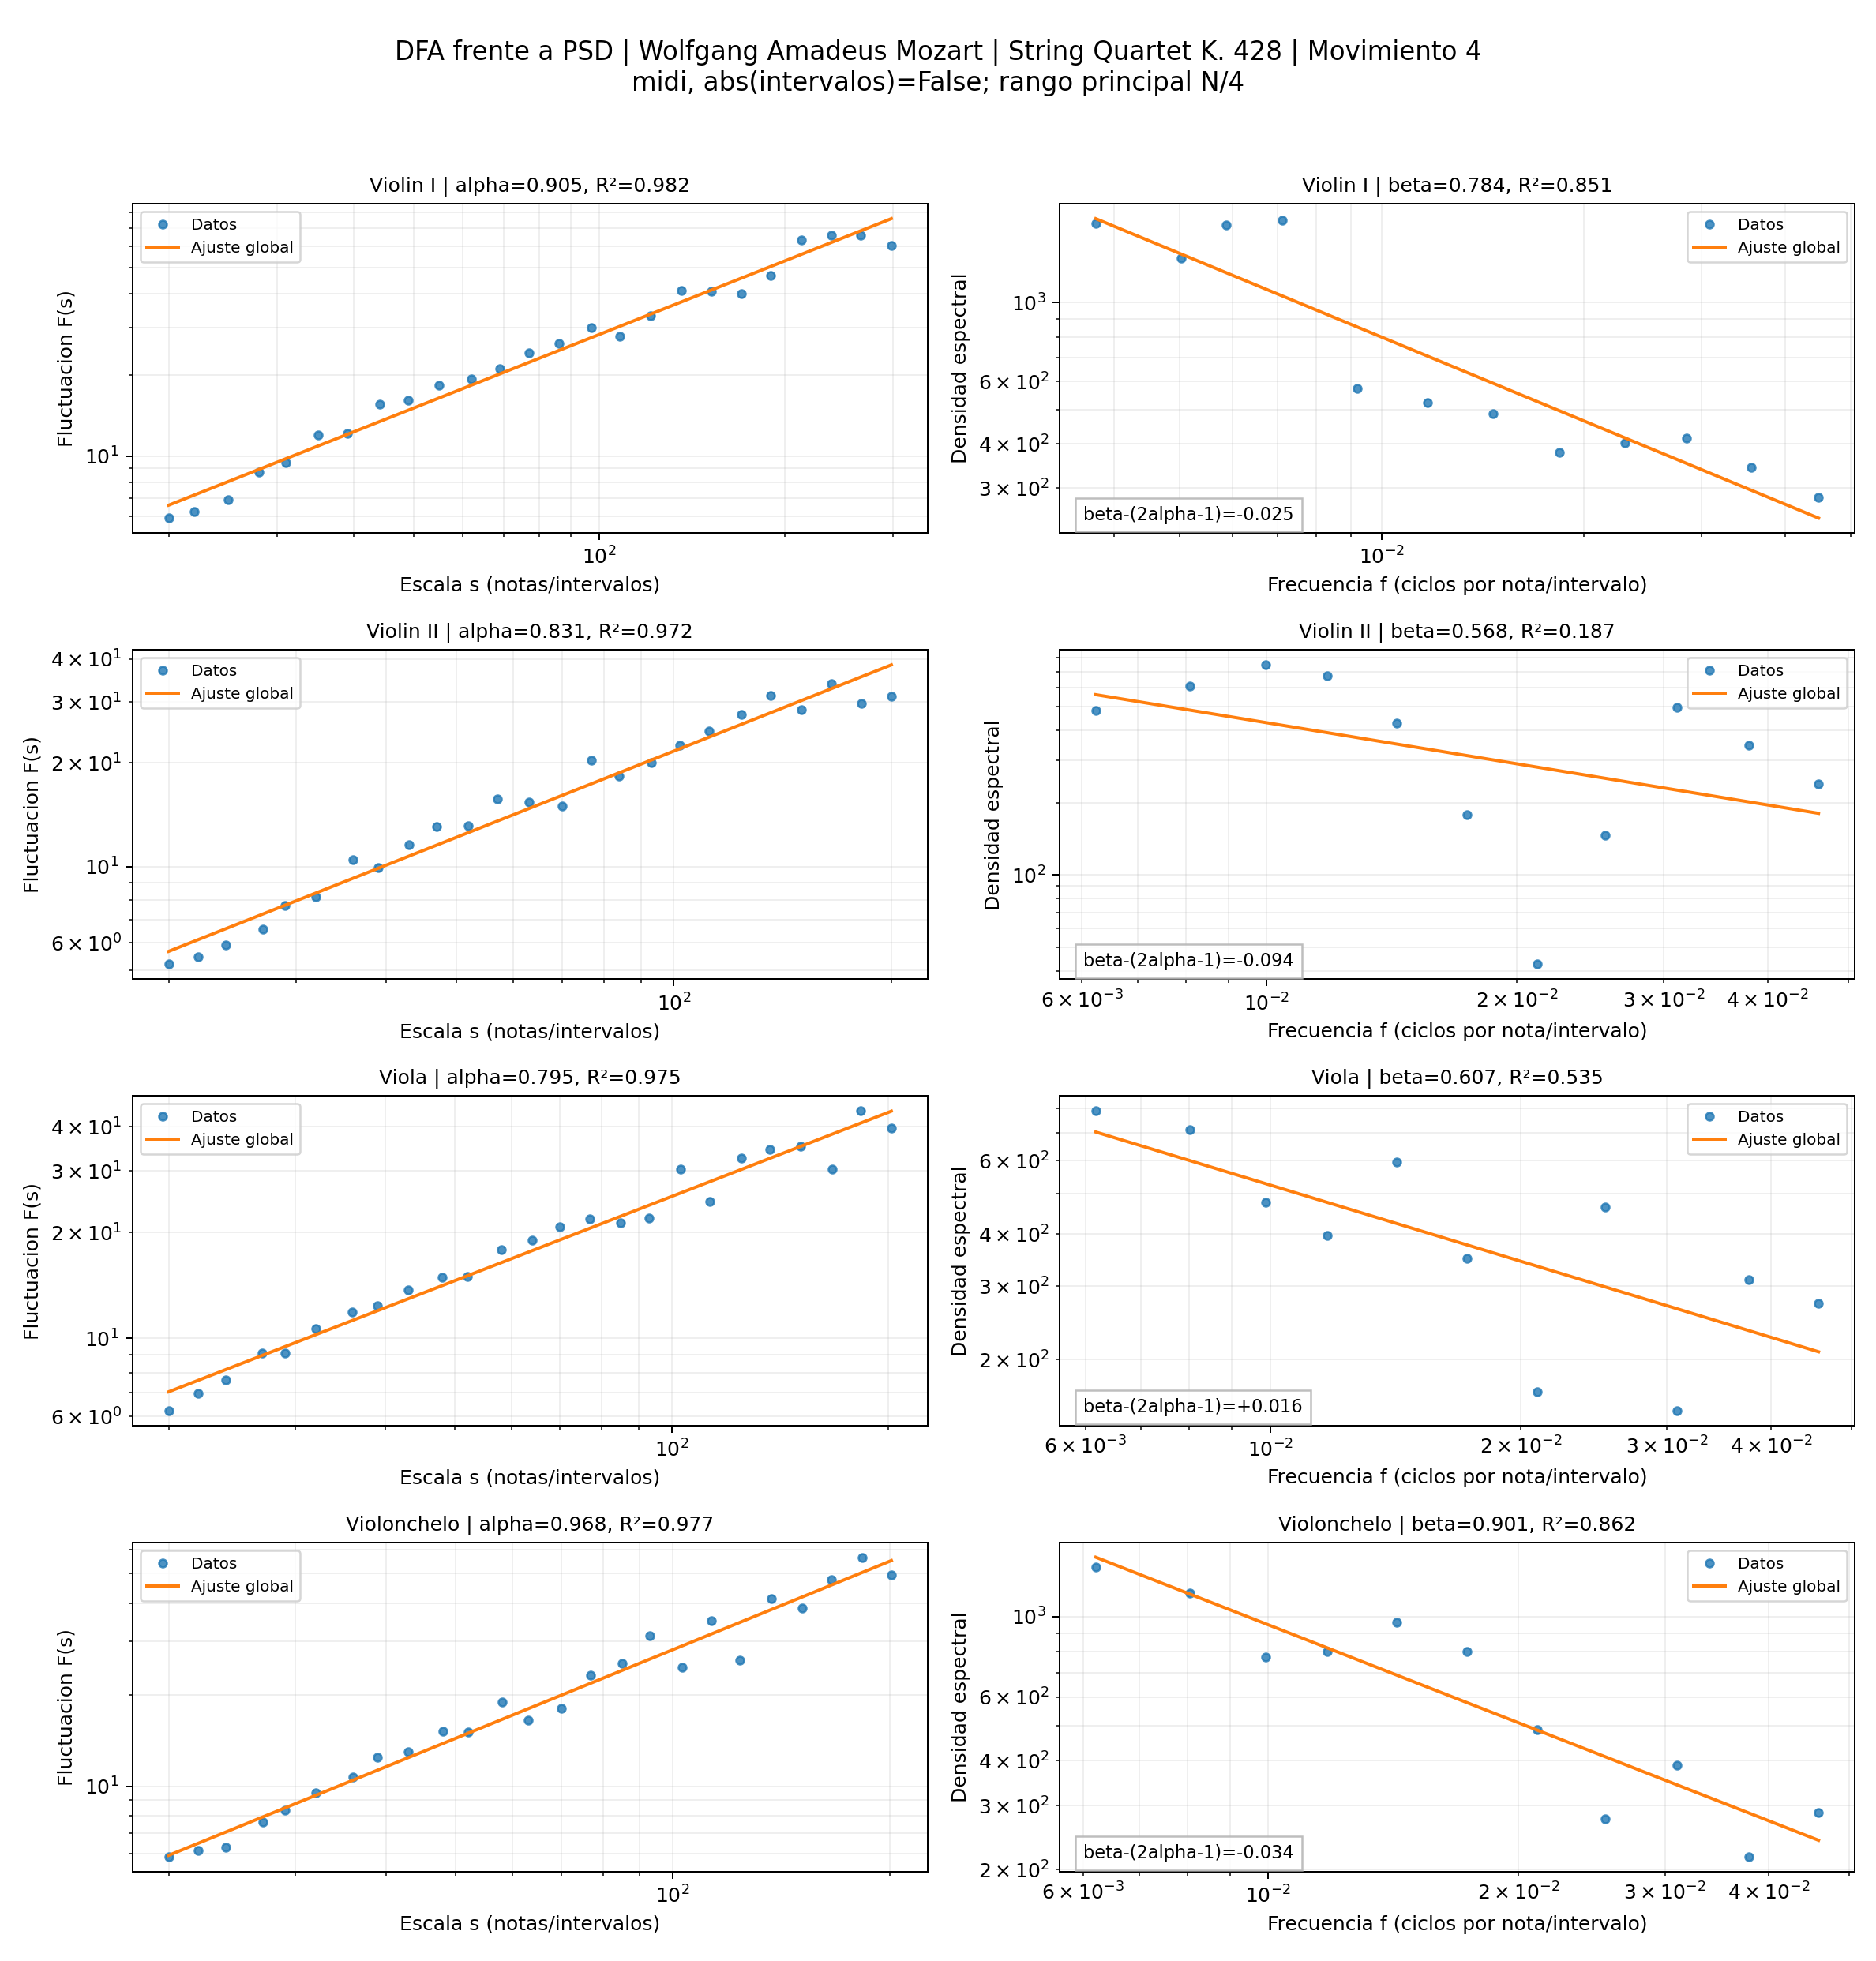 DFA frente a PSD | Wolfgang Amadeus Mozart | String Quartet K. 428 | Movimiento 4
midi, abs(intervalos)=False; rango principal N/4
Violin I | alpha=0.905, R²=0.982
Datos
Ajuste global
Fluctuacion F(s)
10¹
10²
Escala s (notas/intervalos)
Violin I | beta=0.784, R²=0.851
Datos
Ajuste global
Densidad espectral
10³
6 × 10²
4 × 10²
3 × 10²
beta-(2alpha-1)=-0.025
10⁻²
Frecuencia f (ciclos por nota/intervalo)
Violin II | alpha=0.831, R²=0.972
Datos
Ajuste global
Fluctuacion F(s)
4 × 10¹
3 × 10¹
2 × 10¹
10¹
6 × 10⁰
10²
Escala s (notas/intervalos)
Violin II | beta=0.568, R²=0.187
Datos
Ajuste global
Densidad espectral
10²
beta-(2alpha-1)=-0.094
6 × 10⁻³ 10⁻² 2 × 10⁻² 3 × 10⁻² 4 × 10⁻²
Frecuencia f (ciclos por nota/intervalo)
Viola | alpha=0.795, R²=0.975
Datos
Ajuste global
Fluctuacion F(s)
4 × 10¹
3 × 10¹
2 × 10¹
10¹
6 × 10⁰
10²
Escala s (notas/intervalos)
Viola | beta=0.607, R²=0.535
Datos
Ajuste global
Densidad espectral
6 × 10²
4 × 10²
3 × 10²
2 × 10²
beta-(2alpha-1)=+0.016
6 × 10⁻³ 10⁻² 2 × 10⁻² 3 × 10⁻² 4 × 10⁻²
Frecuencia f (ciclos por nota/intervalo)
Violonchelo | alpha=0.968, R²=0.977
Datos
Ajuste global
Fluctuacion F(s)
10¹
10²
Escala s (notas/intervalos)
Violonchelo | beta=0.901, R²=0.862
Datos
Ajuste global
Densidad espectral
10³
6 × 10²
4 × 10²
3 × 10²
2 × 10²
beta-(2alpha-1)=-0.034
6 × 10⁻³ 10⁻² 2 × 10⁻² 3 × 10⁻² 4 × 10⁻²
Frecuencia f (ciclos por nota/intervalo)